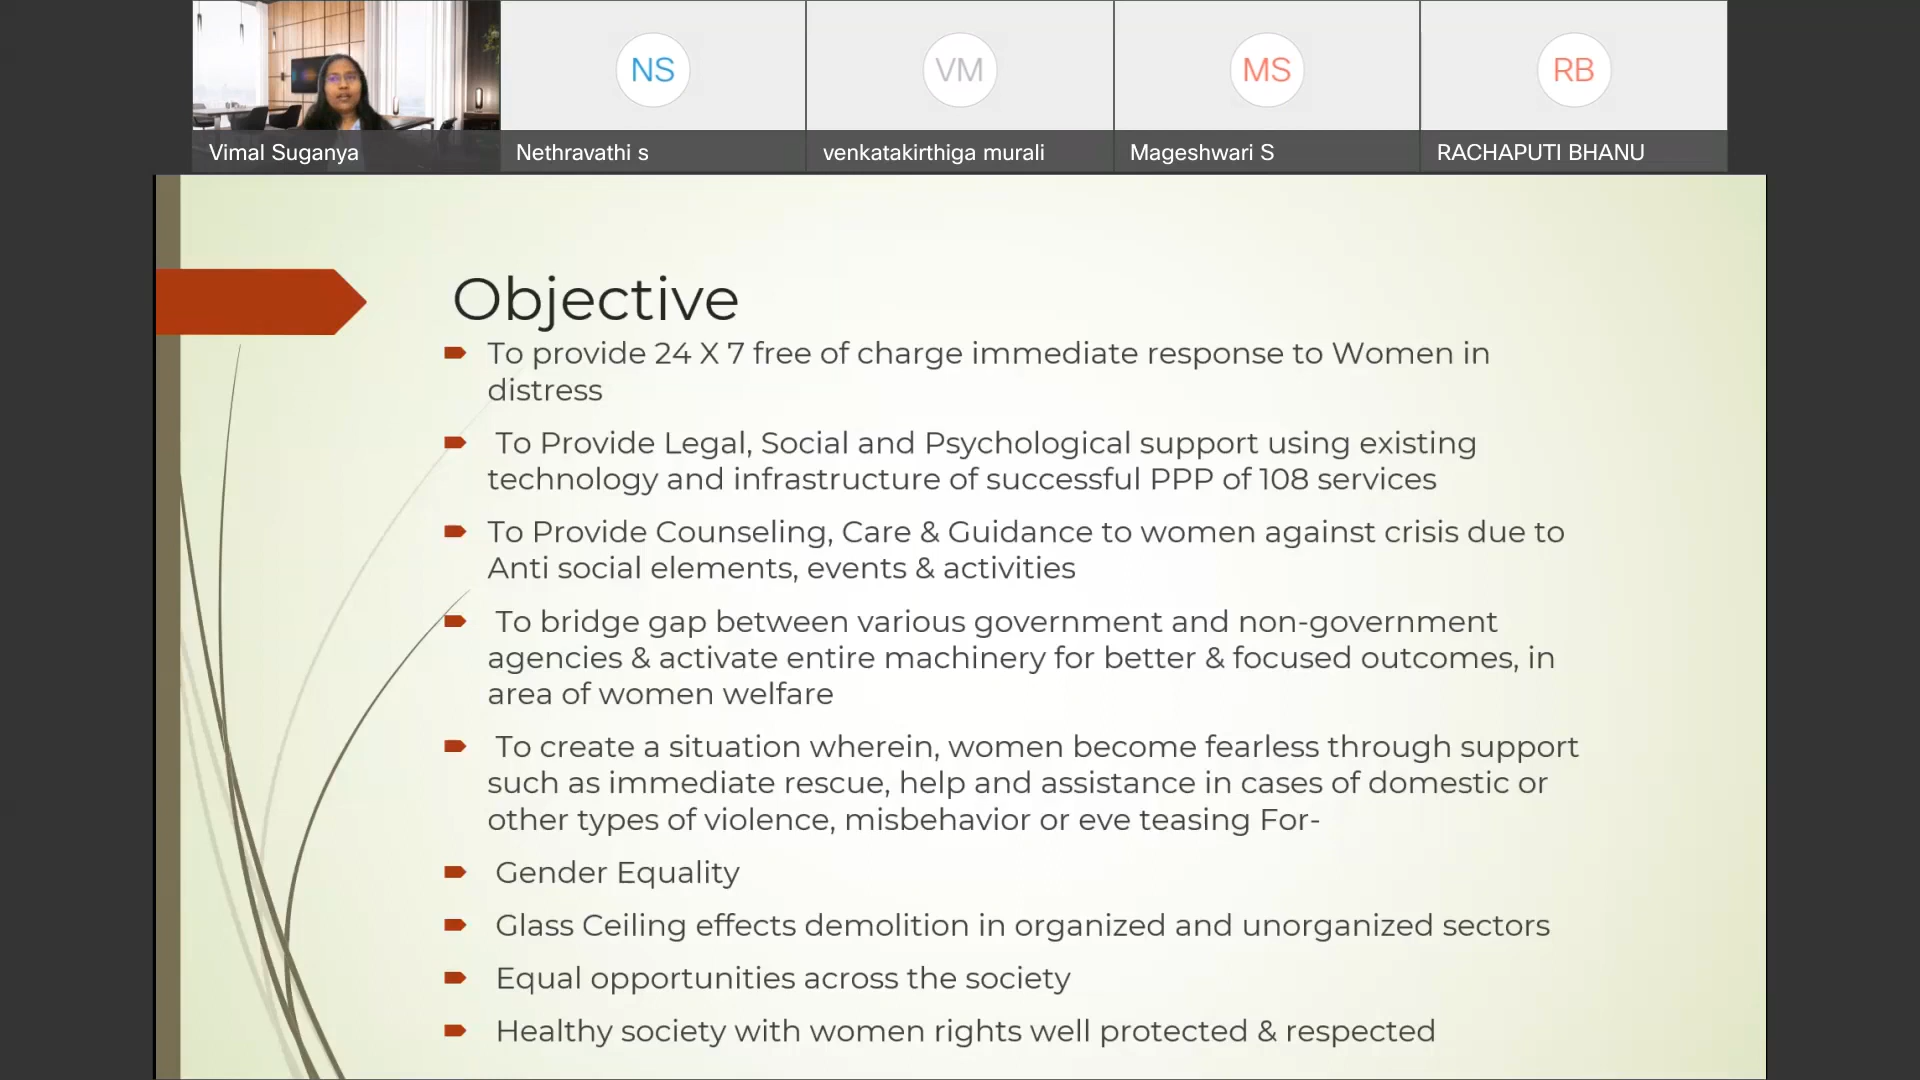 NS
VM
MS
RB
Vimal Suganya
Nethravathi s
venkatakirthiga murali
Mageshwari S
RACHAPUTI BHANU
Objective
To provide 24 X 7 free of charge immediate response to Women in
distress
To Provide Legal, Social and Psychological support using existing
technology and infrastructure of successful PPP of 108 services
To Provide Counseling, Care & Guidance to women against crisis due to
Anti social elements, events & activities
To bridge gap between various government and non-government
agencies & activate entire machinery for better & focused outcomes, in
area of women welfare
To create a situation wherein, women become fearless through support
such as immediate rescue, help and assistance in cases of domestic or
other types of violence, misbehavior or eve teasing For-
Gender Equality
Glass Ceiling effects demolition in organized and unorganized sectors
Equal opportunities across the society
Healthy society with women rights well protected & respected